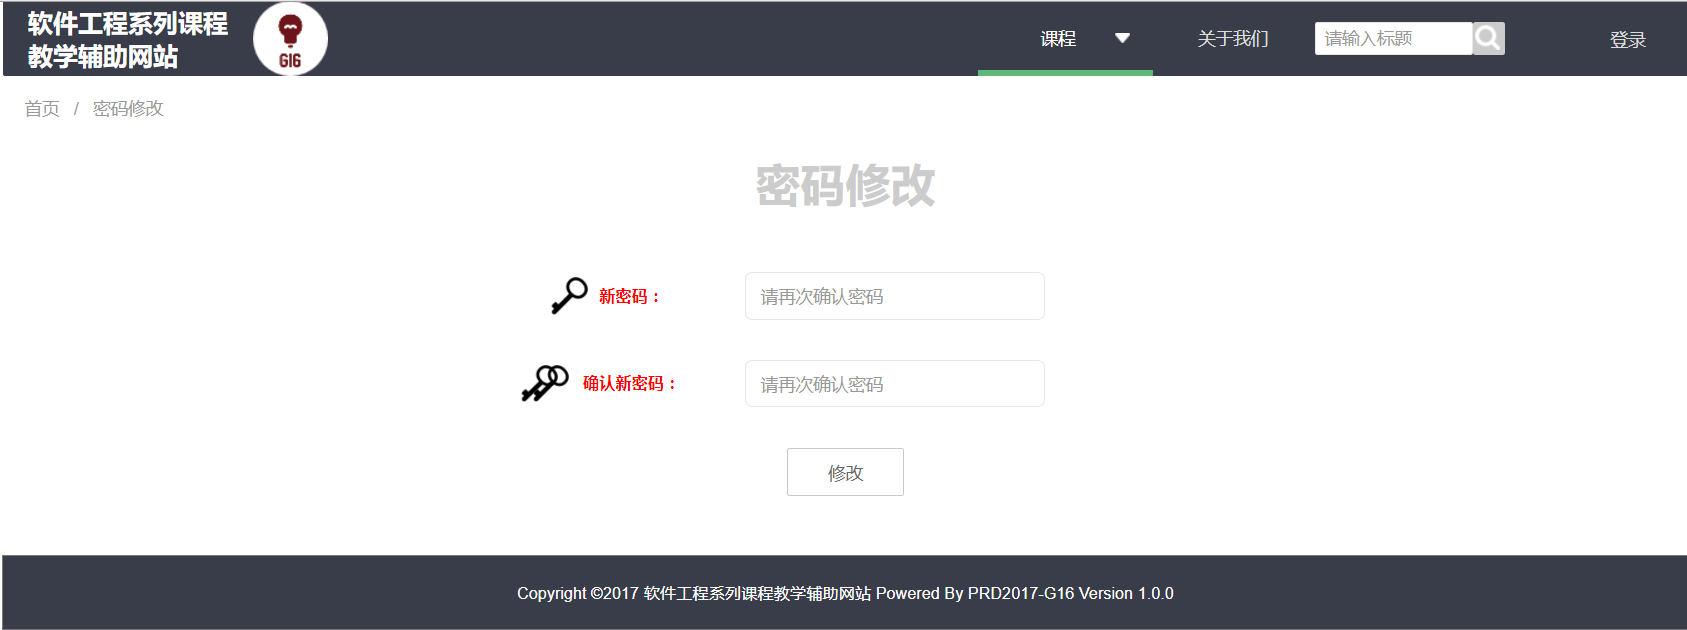 软件工程系列课程
教学辅助网站
G16
课程
关于我们
请输入标题
登录
首页 / 密码修改
密码修改
新密码：
请再次确认密码
确认新密码：
请再次确认密码
修改
Copyright ©2017 软件工程系列课程教学辅助网站 Powered By PRD2017-G16 Version 1.0.0